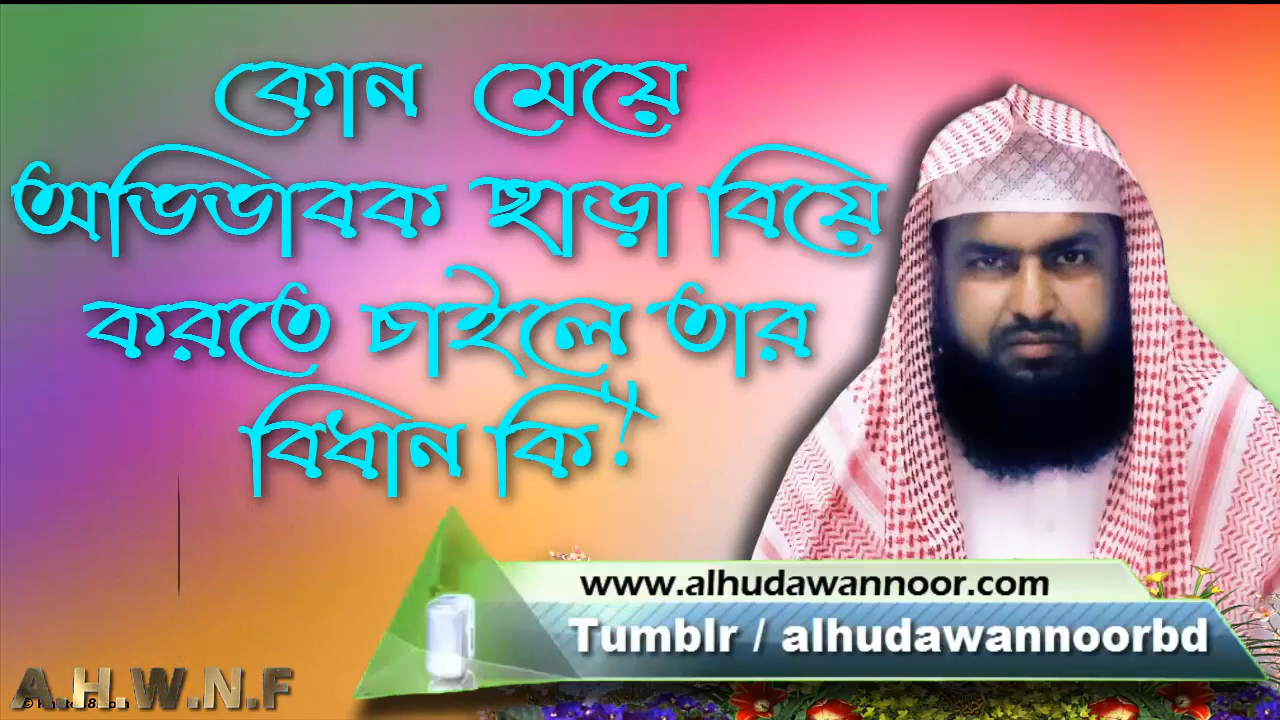 কোন মেয়ে
অভিভাবক ছাড়া বিয়ে
করতে চাইলে তার
বিধান কি!
www.alhudawannoor.com
Tumblr / alhudawannoorbd
A.H.W.N.F